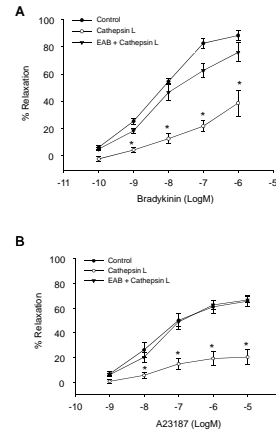 A
100
80
60
40
20
0
% Relaxation
Control
Cathepsin L
EAB + Cathepsin L
*
*
*
*
-11 -10 -9 -8 -7 -6 -5
Bradykinin (LogM)
B
100
80
60
40
20
0
% Relaxation
Control
Cathepsin L
EAB + Cathepsin L
*
*
*
*
-10 -9 -8 -7 -6 -5 -4
A23187 (LogM)